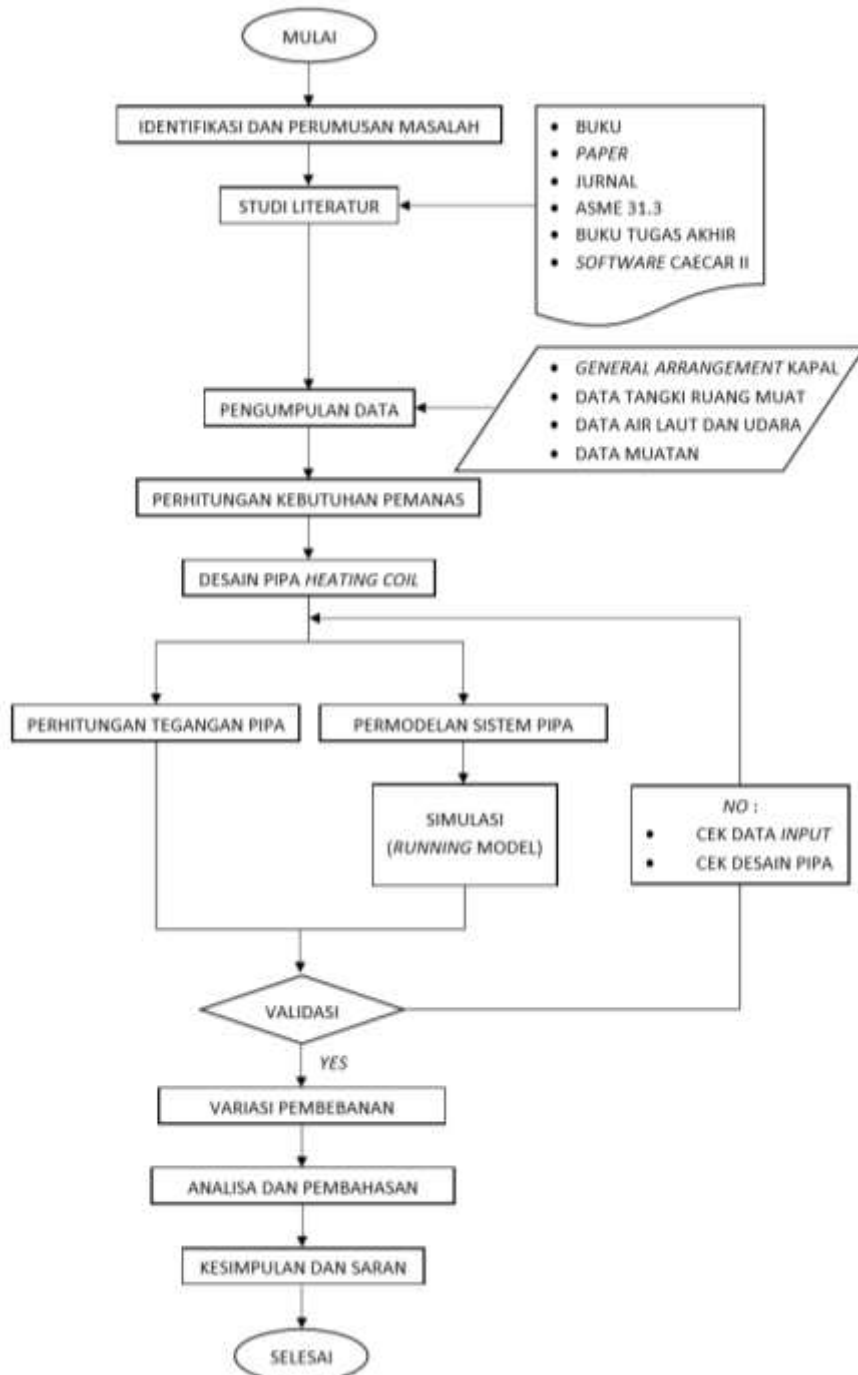 MULAI
IDENTIFIKASI DAN PERUMUSAN MASALAH
• BUKU
• PAPER
• JURNAL
• ASME 31.3
• BUKU TUGAS AKHIR
• SOFTWARE CAECAR II
STUDI LITERATUR
• GENERAL ARRANGEMENT KAPAL
• DATA TANGKI RUANG MUAT
• DATA AIR LAUT DAN UDARA
• DATA MUATAN
PENGUMPULAN DATA
PERHITUNGAN KEBUTUHAN PEMANAS
DESAIN PIPA HEATING COIL
PERHITUNGAN TEGANGAN PIPA
PERMODELAN SISTEM PIPA
SIMULASI
(RUNNING MODEL)
NO :
• CEK DATA INPUT
• CEK DESAIN PIPA
VALIDASI
YES
VARIASI PEMBEBANAN
ANALISA DAN PEMBAHASAN
KESIMPULAN DAN SARAN
SELESAI